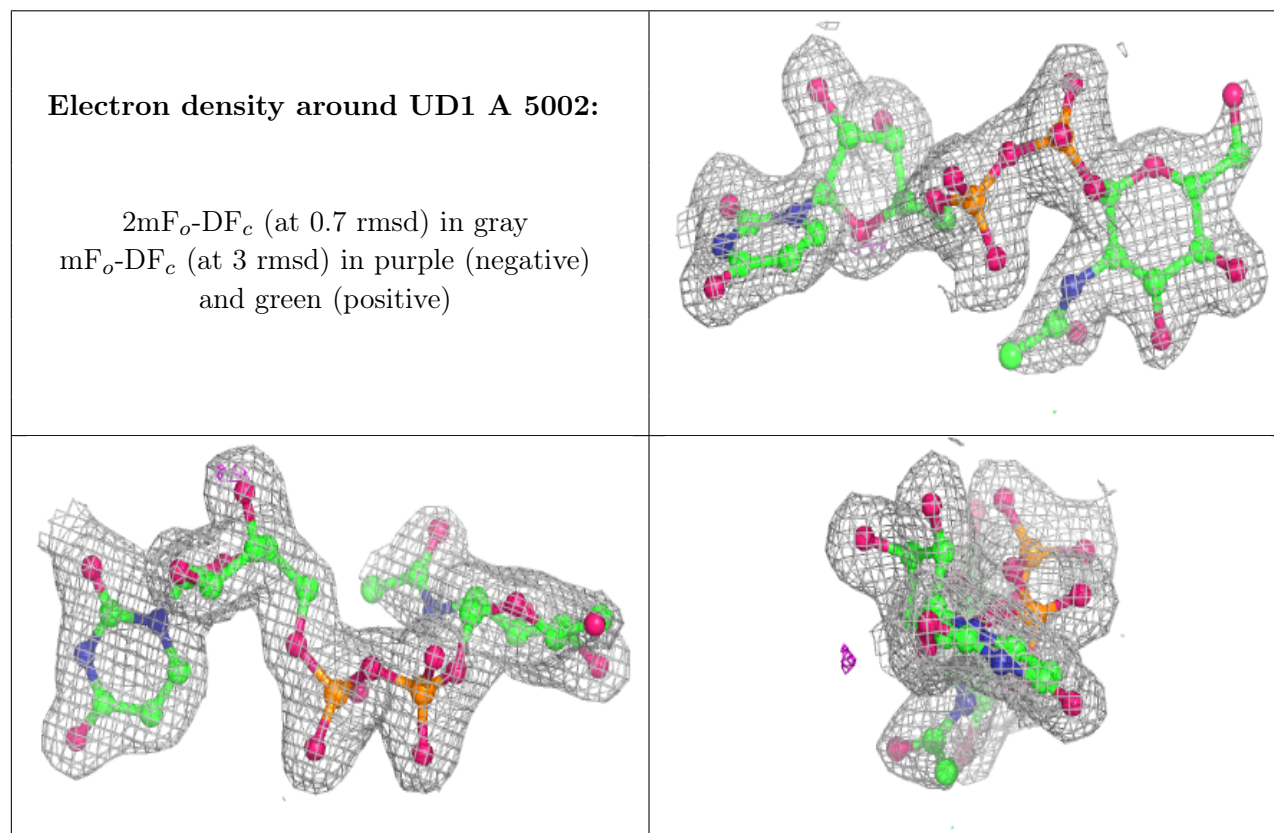 Electron density around UD1 A 5002:
2mFₒ-DF𝑐 (at 0.7 rmsd) in gray
mFₒ-DF𝑐 (at 3 rmsd) in purple (negative)
and green (positive)